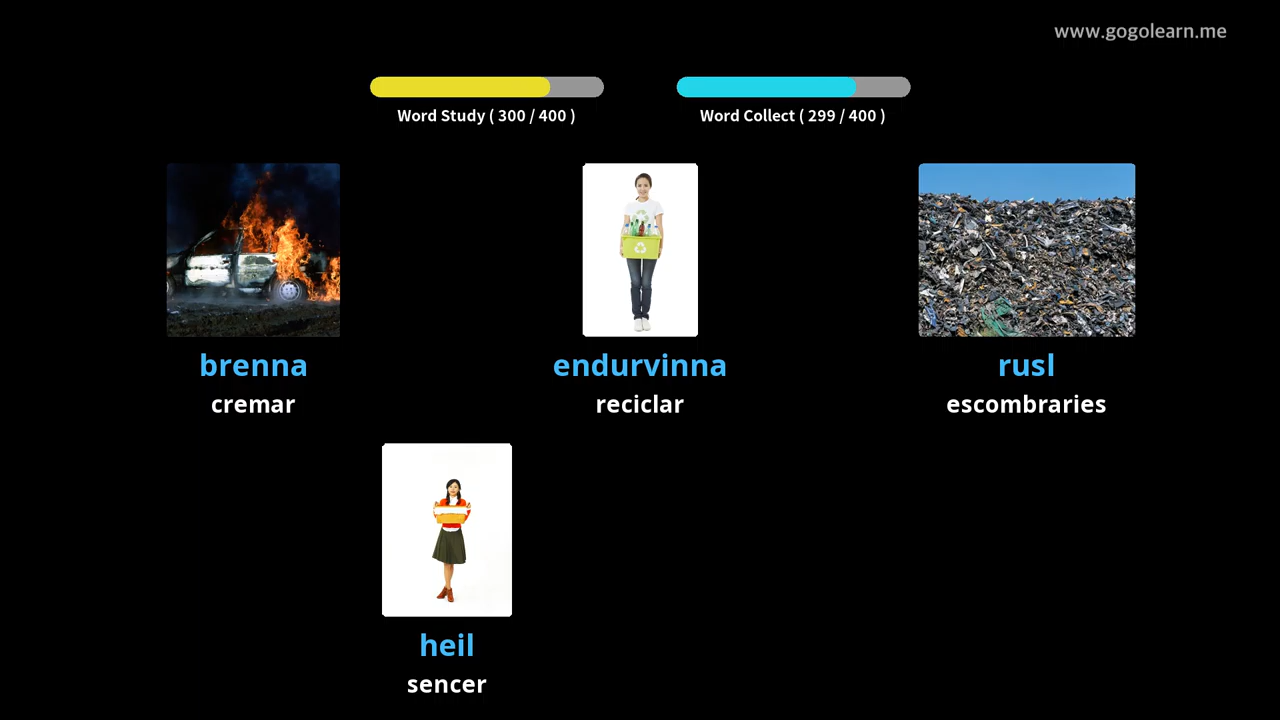 www.gogolearn.me
Word Study ( 300 / 400 )
Word Collect ( 299 / 400 )
brenna
cremar
endurvinna
reciclar
rusl
escombraries
heil
sencer